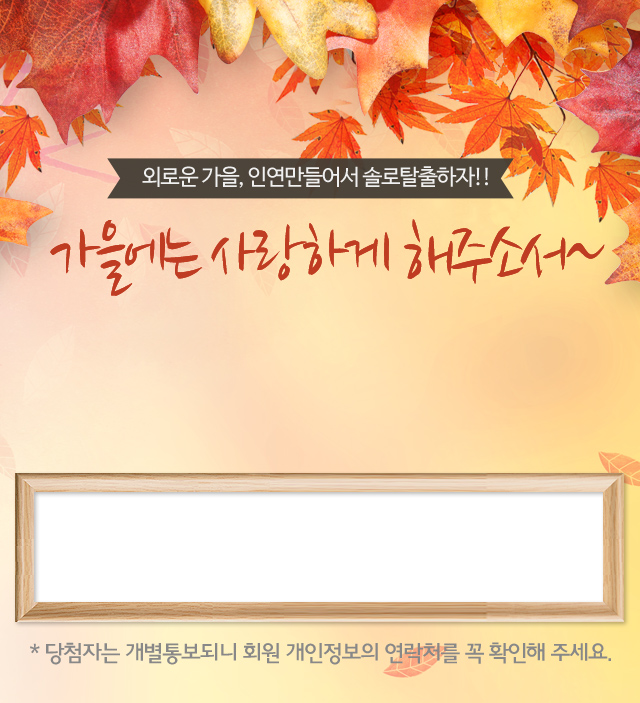 외로운 가을, 인연만들어서 솔로탈출하자!!
가을에는 사랑하게 해주소서~
* 당첨자는 개별통보되니 회원 개인정보의 연락처를 꼭 확인해 주세요.